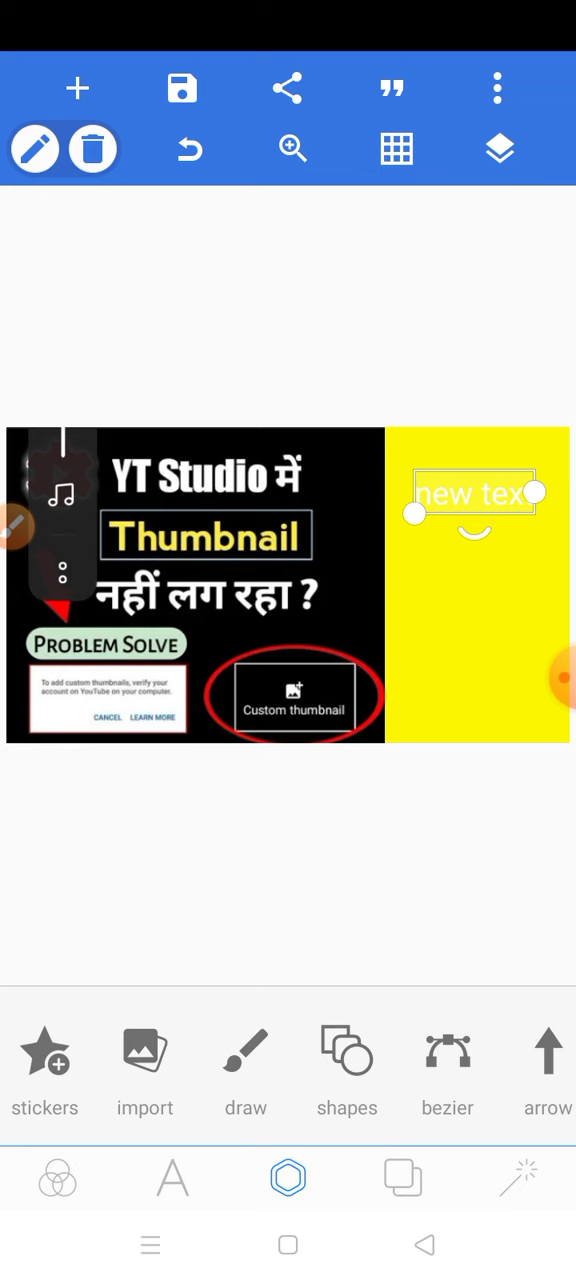 YT Studio में
Thumbnail
नहीं लग रहा ?
PROBLEM SOLVE
To add custom thumbnails, verify your
account on YouTube on your computer.
CANCEL LEARN MORE
Custom thumbnail
new text
stickers import draw shapes bezier arrow